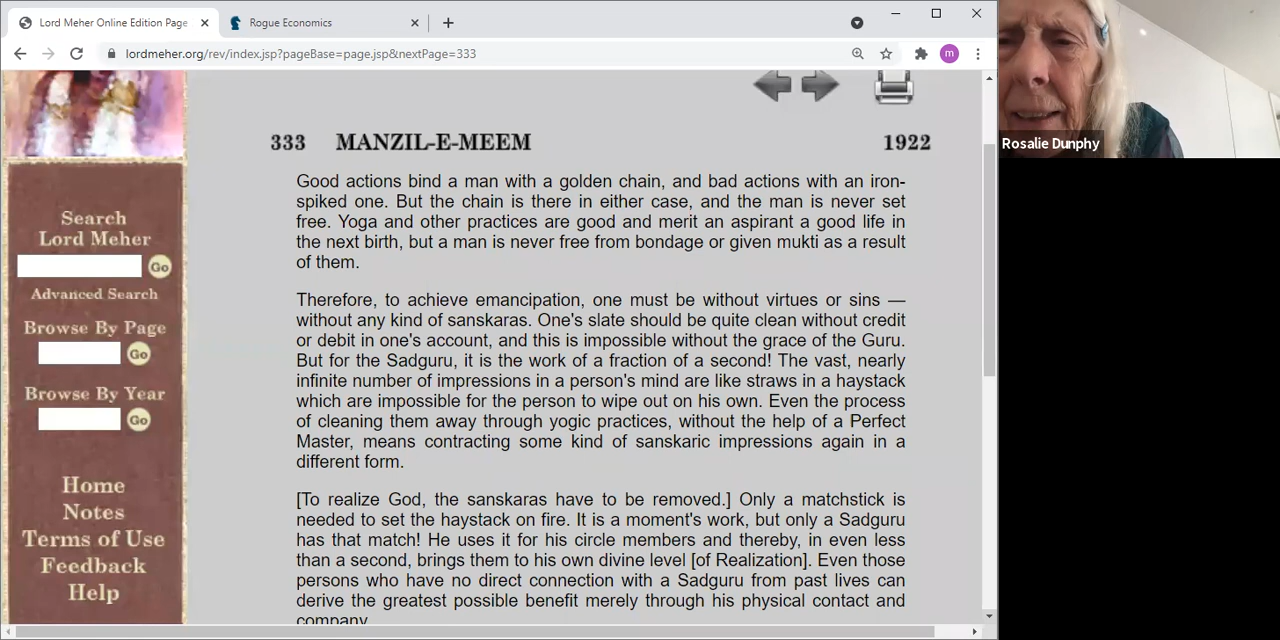 Lord Meher Online Edition Page
Rogue Economics
lordmeher.org/rev/index.jsp?pageBase=page.jsp&nextPage=333
m
Rosalie Dunphy
Search
Lord Meher
Go
Advanced Search
Browse By Page
Go
Browse By Year
Go
Home
Notes
Terms of Use
Feedback
Help
333 MANZIL-E-MEEM 1922
Good actions bind a man with a golden chain, and bad actions with an iron-
spiked one. But the chain is there in either case, and the man is never set
free. Yoga and other practices are good and merit an aspirant a good life in
the next birth, but a man is never free from bondage or given mukti as a result
of them.
Therefore, to achieve emancipation, one must be without virtues or sins —
without any kind of sanskaras. One's slate should be quite clean without credit
or debit in one's account, and this is impossible without the grace of the Guru.
But for the Sadguru, it is the work of a fraction of a second! The vast, nearly
infinite number of impressions in a person's mind are like straws in a haystack
which are impossible for the person to wipe out on his own. Even the process
of cleaning them away through yogic practices, without the help of a Perfect
Master, means contracting some kind of sanskaric impressions again in a
different form.
[To realize God, the sanskaras have to be removed.] Only a matchstick is
needed to set the haystack on fire. It is a moment's work, but only a Sadguru
has that match! He uses it for his circle members and thereby, in even less
than a second, brings them to his own divine level [of Realization]. Even those
persons who have no direct connection with a Sadguru from past lives can
derive the greatest possible benefit merely through his physical contact and
company